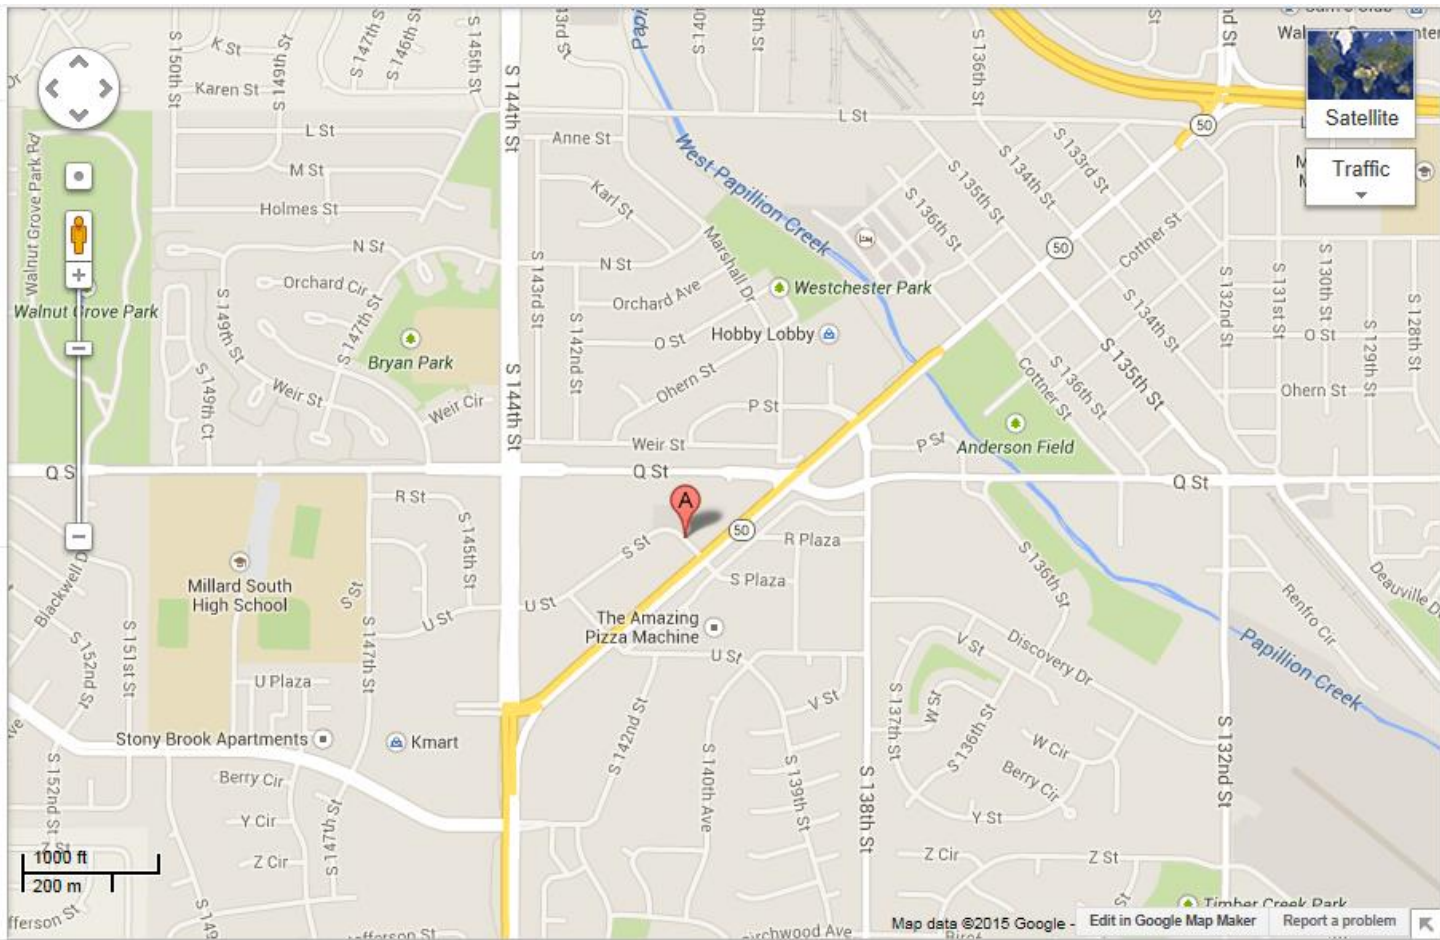 S 150th St
K St
S 149th St
S 147th St
S 146th St
S 145th St
S 144th St
S 140t
S 136th St
Satellite
Traffic
Karen St
L St
M St
Holmes St
N St
Orchard Cir
Walnut Grove Park Rd
Walnut Grove Park
S 149th St
S 147th St
Bryan Park
S 149th Ct
Weir St
Weir Cir
S 144th St
Anne St
Karl St
N St
Orchard Ave
Marshall Dr
S 143rd St
S 142nd St
O St
Ohern St
P St
Weir St
Q St
West Papillion Creek
Westchester Park
Hobby Lobby
L St
50
50
S 133rd St
S 134th St
S 135th St
S 136th St
Cottner St
S 134th St
S 135th St
S 136th St
Cottner St
S 132nd St
S 131st St
S 130th St
S 129th St
S 128th St
O St
Ohern St
Anderson Field
P St
Q St
Q S
R St
S 145th St
Millard South
High School
S St
U St
U St
S 147th St
Blackwell D
S 152nd St
S 151st St
U Plaza
Stony Brook Apartments
Kmart
Berry Cir
Y Cir
Z Cir
S 147th St
S 152nd St
Z St
1000 ft
200 m
fferson St
S 149
A
S St
50
R Plaza
S Plaza
The Amazing
Pizza Machine
U St
V St
S 142nd St
S 140th Ave
S 139th St
S 138th St
S 137th St
W St
V St
S 136th St
Discovery Dr
S 136th St
W Cir
Berry Cir
Y St
Z Cir
Z St
S 132nd St
Papillion Creek
Renfro Cir
Deauville D
Timber Creek Park
Map data ©2015 Google -
Edit in Google Map Maker
Report a problem